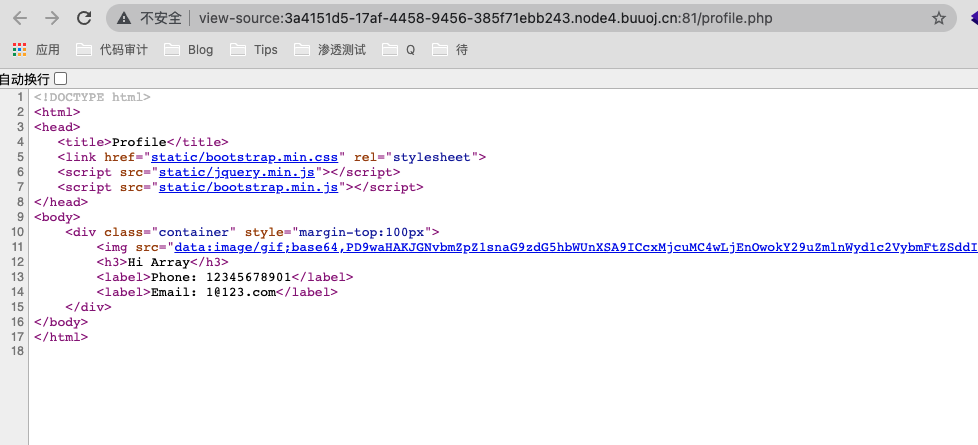 不安全 | view-source:3a4151d5-17af-4458-9456-385f71ebb243.node4.buuoj.cn:81/profile.php
应用 代码审计 Blog Tips 渗透测试 Q 待
自动换行
1 <!DOCTYPE html>
2 <html>
3 <head>
4 <title>Profile</title>
5 <link href="static/bootstrap.min.css" rel="stylesheet">
6 <script src="static/jquery.min.js"></script>
7 <script src="static/bootstrap.min.js"></script>
8 </head>
9 <body>
10 <div class="container" style="margin-top:100px">
11 <img src="data:image/gif;base64,PD9waHAKJGNvbmZpZ1snaG9zdG5hbWUnXSA9ICcxMjcuMC4wLjEnOwokY29uZmlnWyd1c2VybmFtZSddI
12 <h3>Hi Array</h3>
13 <label>Phone: 12345678901</label>
14 <label>Email: 1@123.com</label>
15 </div>
16 </body>
17 </html>
18